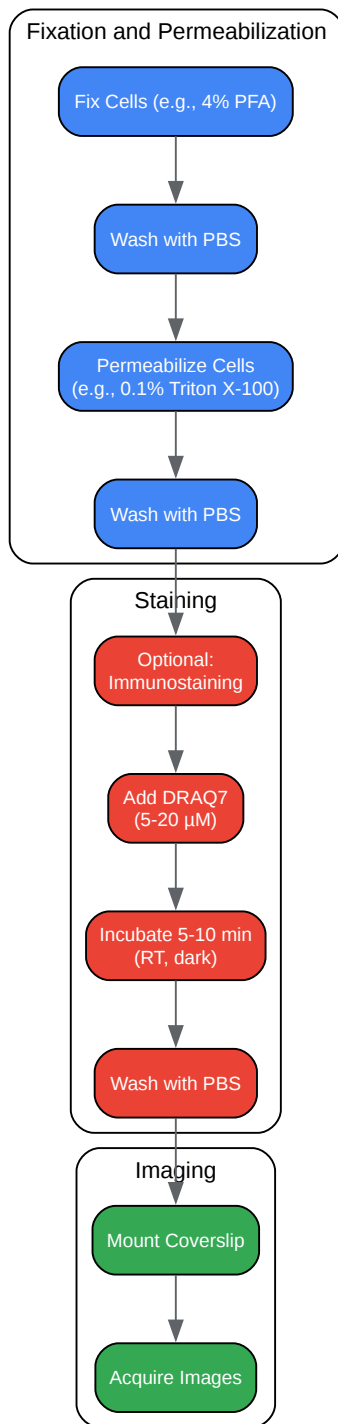 Fixation and Permeabilization
Fix Cells (e.g., 4% PFA)
Wash with PBS
Permeabilize Cells
(e.g., 0.1% Triton X-100)
Wash with PBS
Staining
Optional:
Immunostaining
Add DRAQ7
(5-20 µM)
Incubate 5-10 min
(RT, dark)
Wash with PBS
Imaging
Mount Coverslip
Acquire Images